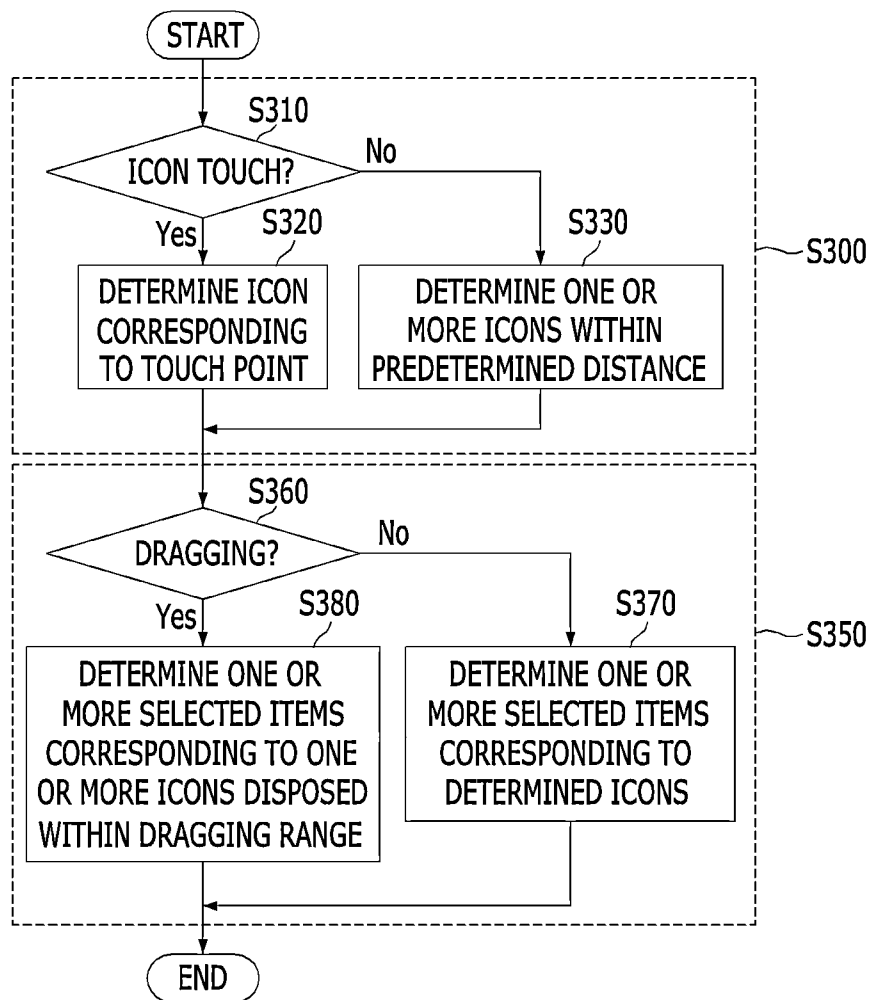 START
S310
ICON TOUCH?
No
Yes
S320
DETERMINE ICON
CORRESPONDING
TO TOUCH POINT
S330
DETERMINE ONE OR
MORE ICONS WITHIN
PREDETERMINED DISTANCE
S300
S360
DRAGGING?
No
Yes
S380
DETERMINE ONE OR
MORE SELECTED ITEMS
CORRESPONDING TO ONE
OR MORE ICONS DISPOSED
WITHIN DRAGGING RANGE
S370
DETERMINE ONE OR
MORE SELECTED ITEMS
CORRESPONDING TO
DETERMINED ICONS
S350
END